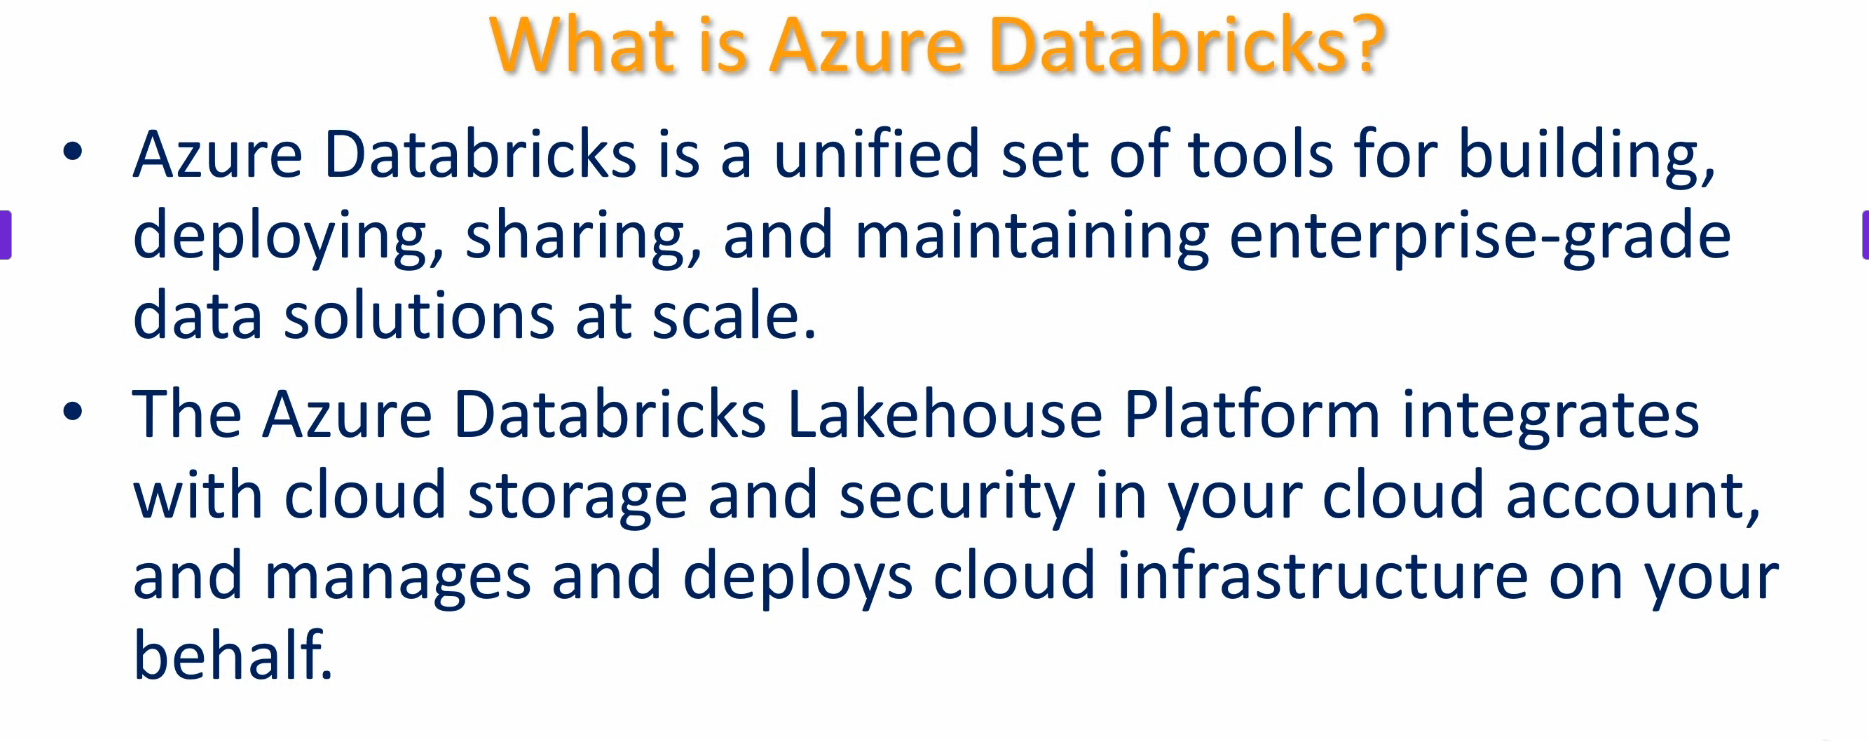 What is Azure Databricks?
• Azure Databricks is a unified set of tools for building,
deploying, sharing, and maintaining enterprise-grade
data solutions at scale.
• The Azure Databricks Lakehouse Platform integrates
with cloud storage and security in your cloud account,
and manages and deploys cloud infrastructure on your
behalf.